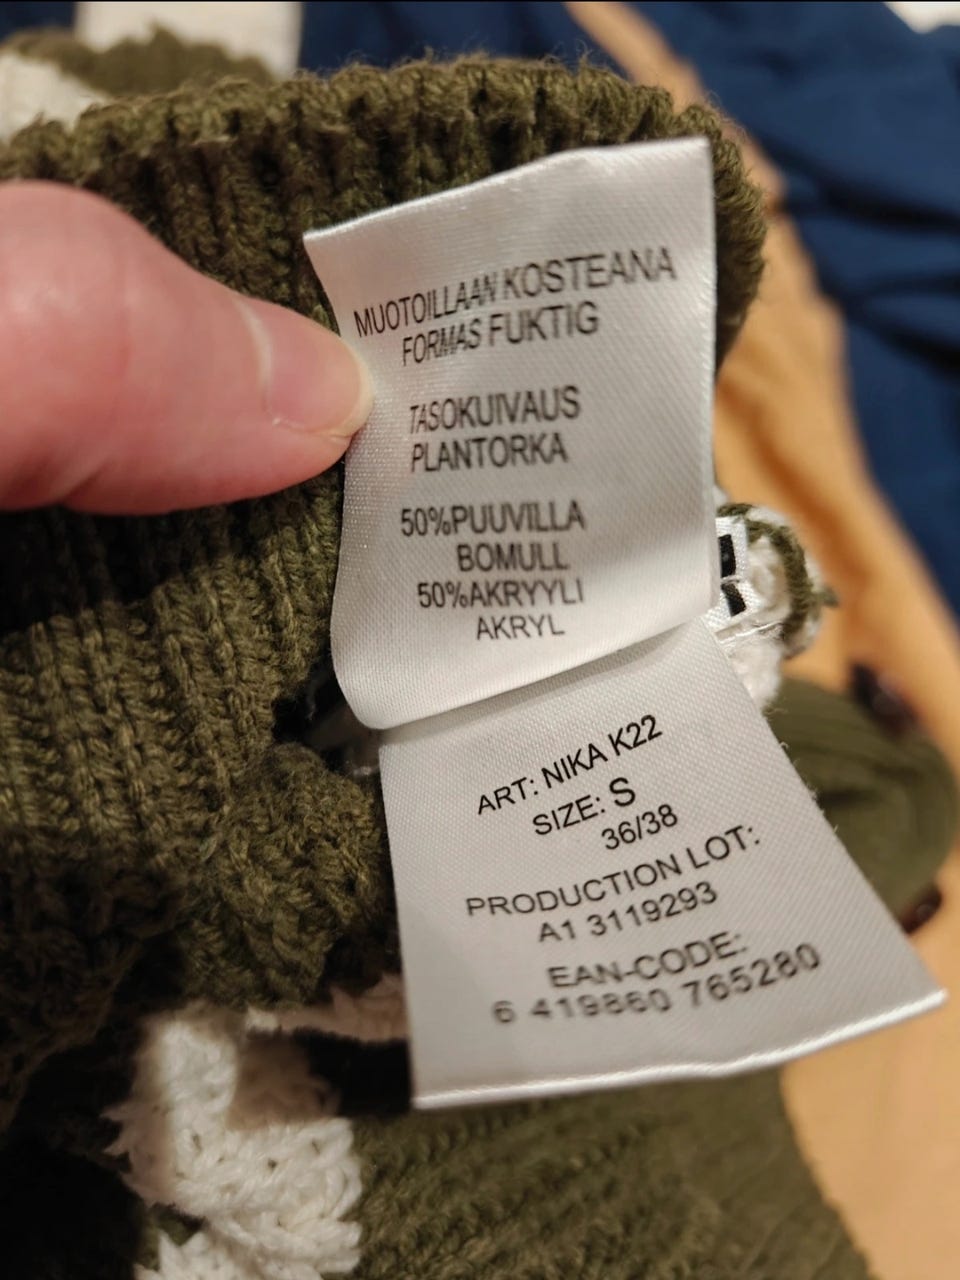 MUOTOILLAAN KOSTEANA
FORMAS FUKTIG
TASOKUIVAUS
PLANTORKA
50%PUUVILLA
BOMULL
50%AKRYYLI
AKRYL
ART: NIKA K22
SIZE: S
36/38
PRODUCTION LOT:
A1 3119293
EAN-CODE:
6 419860 765280